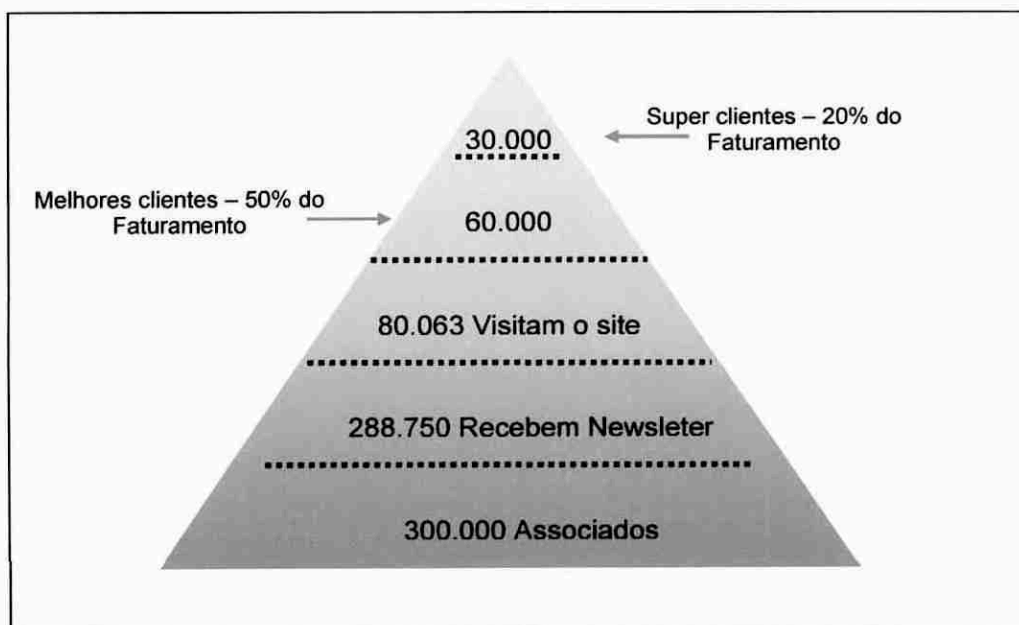 Super clientes – 20% do
Faturamento
30.000
Melhores clientes – 50% do
Faturamento
60.000
80.063 Visitam o site
288.750 Recebem Newsleter
300.000 Associados